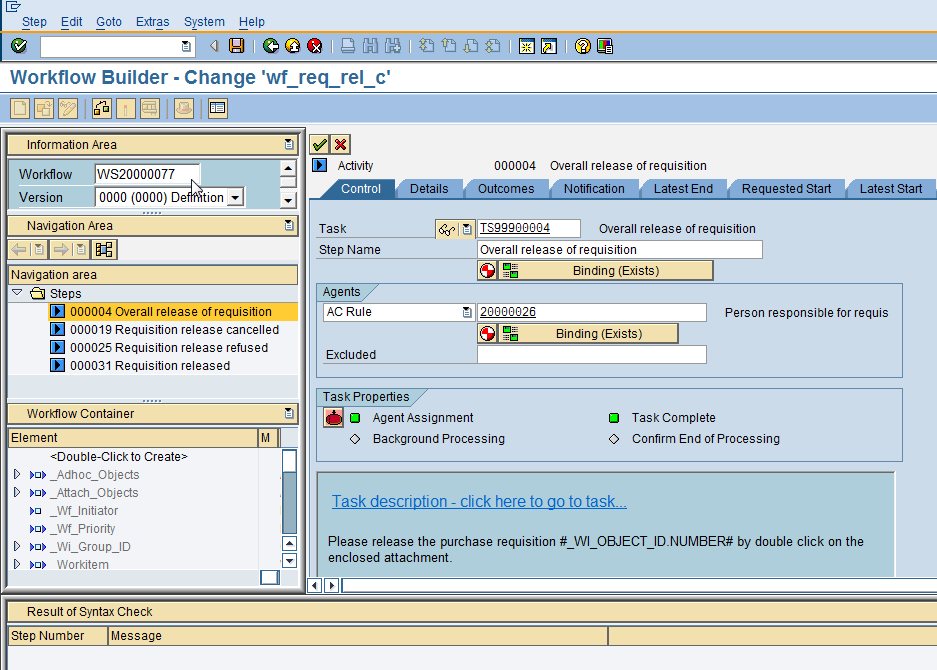 Step Edit Goto Extras System Help
Workflow Builder - Change 'wf_req_rel_c'
Information Area
Workflow WS20000077
Version 0000 (0000) Definition
Navigation Area
Navigation area
Steps
000004 Overall release of requisition
000019 Requisition release cancelled
000025 Requisition release refused
000031 Requisition released
Workflow Container
Element M
<Double-Click to Create>
_Adhoc_Objects
_Attach_Objects
_Wf_Initiator
_Wf_Priority
_Wi_Group_ID
Workitem
Activity 000004 Overall release of requisition
Control Details Outcomes Notification Latest End Requested Start Latest Start
Task TS99900004 Overall release of requisition
Step Name Overall release of requisition
Binding (Exists)
Agents
AC Rule 20000026 Person responsible for requis
Binding (Exists)
Excluded
Task Properties
Agent Assignment Task Complete
Background Processing Confirm End of Processing
Task description - click here to go to task...
Please release the purchase requisition #_WI_OBJECT_ID.NUMBER# by double click on the
enclosed attachment.
Result of Syntax Check
Step Number Message